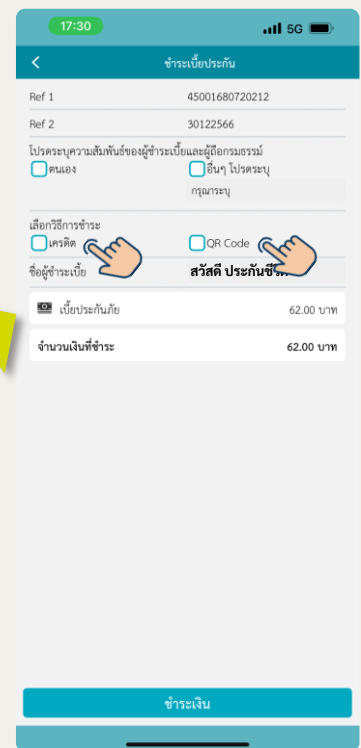 17:30 5G
ชำระเบี้ยประกัน
Ref 1 45001680720212
Ref 2 30122566
โปรดระบุความสัมพันธ์ของผู้ชำระเบี้ยและผู้ถือกรมธรรม์
ตนเอง อื่นๆ โปรดระบุ
กรุณาระบุ
เลือกวิธีการชำระ
เครดิต QR Code
ชื่อผู้ชำระเบี้ย สวัสดี ประกันชีวิต
เบี้ยประกันภัย 62.00 บาท
จำนวนเงินที่ชำระ 62.00 บาท
ชำระเงิน